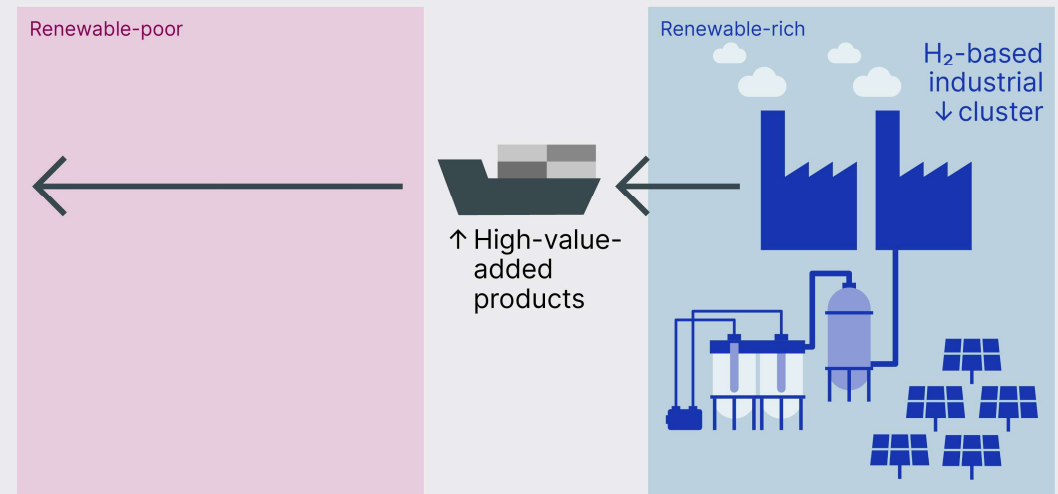 Renewable-poor
Renewable-rich
H₂-based
industrial
↓ cluster
↑ High-value-
added
products